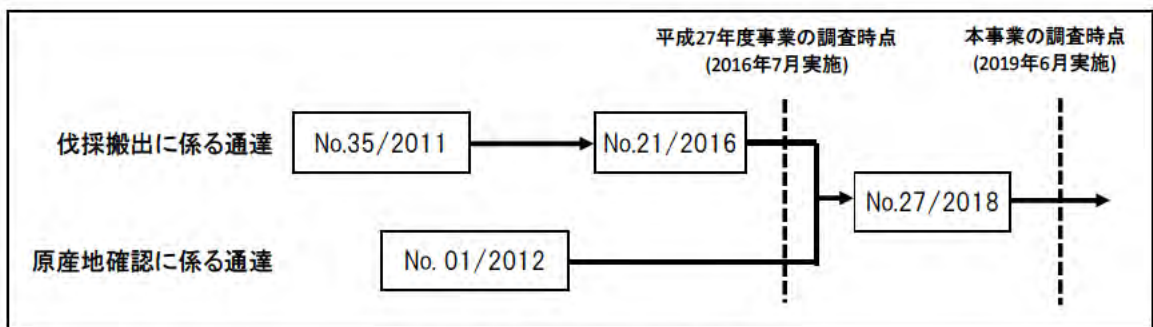 平成27年度事業の調査時点
(2016年7月実施)
本事業の調査時点
(2019年6月実施)
伐採搬出に係る通達
No.35/2011
No.21/2016
No.27/2018
原産地確認に係る通達
No. 01/2012